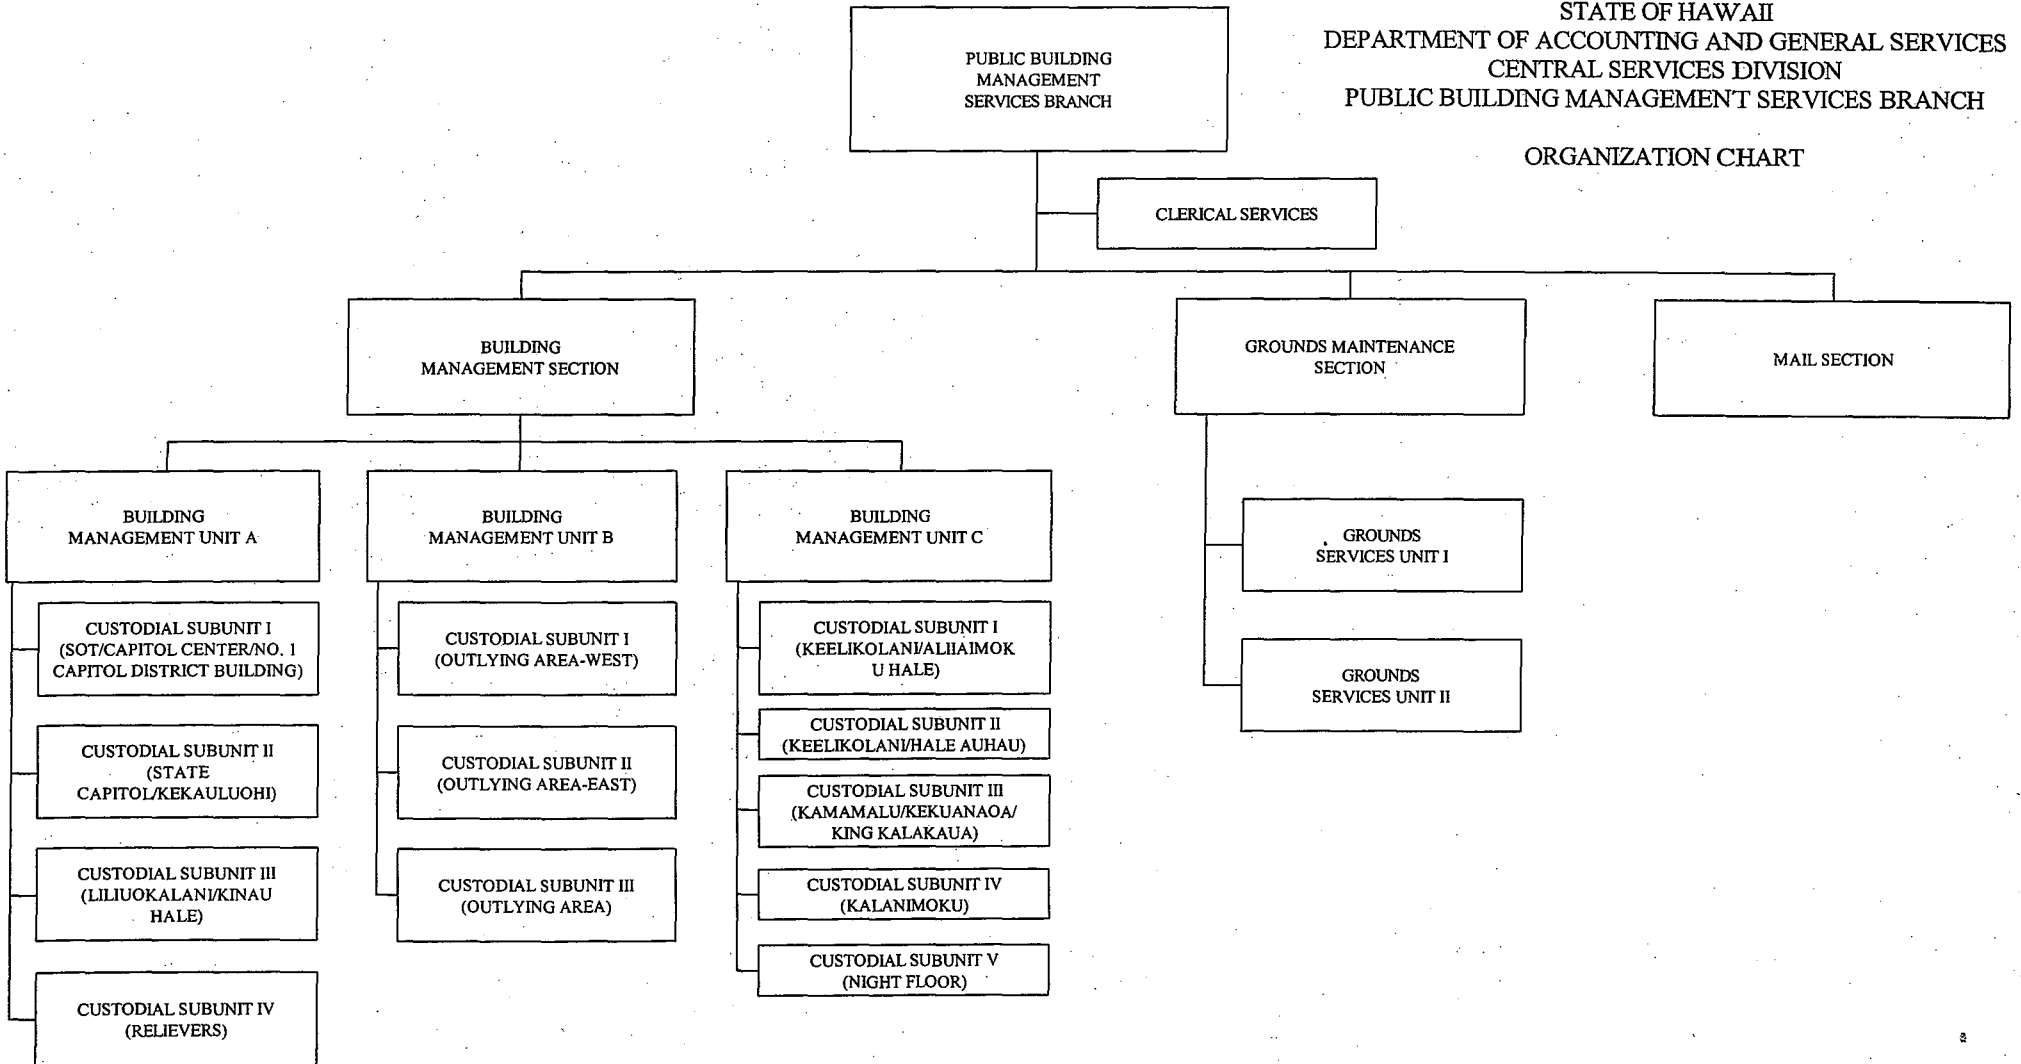 STATE OF HAWAII
DEPARTMENT OF ACCOUNTING AND GENERAL SERVICES
CENTRAL SERVICES DIVISION
PUBLIC BUILDING MANAGEMENT SERVICES BRANCH
ORGANIZATION CHART
PUBLIC BUILDING
MANAGEMENT
SERVICES BRANCH
CLERICAL SERVICES
BUILDING
MANAGEMENT SECTION
GROUNDS MAINTENANCE
SECTION
MAIL SECTION
BUILDING
MANAGEMENT UNIT A
CUSTODIAL SUBUNIT I
(SOT/CAPITOL CENTER/NO. 1
CAPITOL DISTRICT BUILDING)
CUSTODIAL SUBUNIT II
(STATE
CAPITOL/KEKAULUOHI)
CUSTODIAL SUBUNIT III
(LILIUOKALANI/KINAU
HALE)
CUSTODIAL SUBUNIT IV
(RELIEVERS)
BUILDING
MANAGEMENT UNIT B
CUSTODIAL SUBUNIT I
(OUTLYING AREA-WEST)
CUSTODIAL SUBUNIT II
(OUTLYING AREA-EAST)
CUSTODIAL SUBUNIT III
(OUTLYING AREA)
BUILDING
MANAGEMENT UNIT C
CUSTODIAL SUBUNIT I
(KEELIKOLANI/ALIIAIMOK
U HALE)
CUSTODIAL SUBUNIT II
(KEELIKOLANI/HALE AUHAU)
CUSTODIAL SUBUNIT III
(KAMAMALU/KEKUANAOA/
KING KALAKAUA)
CUSTODIAL SUBUNIT IV
(KALANIMOKU)
CUSTODIAL SUBUNIT V
(NIGHT FLOOR)
GROUNDS
SERVICES UNIT I
GROUNDS
SERVICES UNIT II